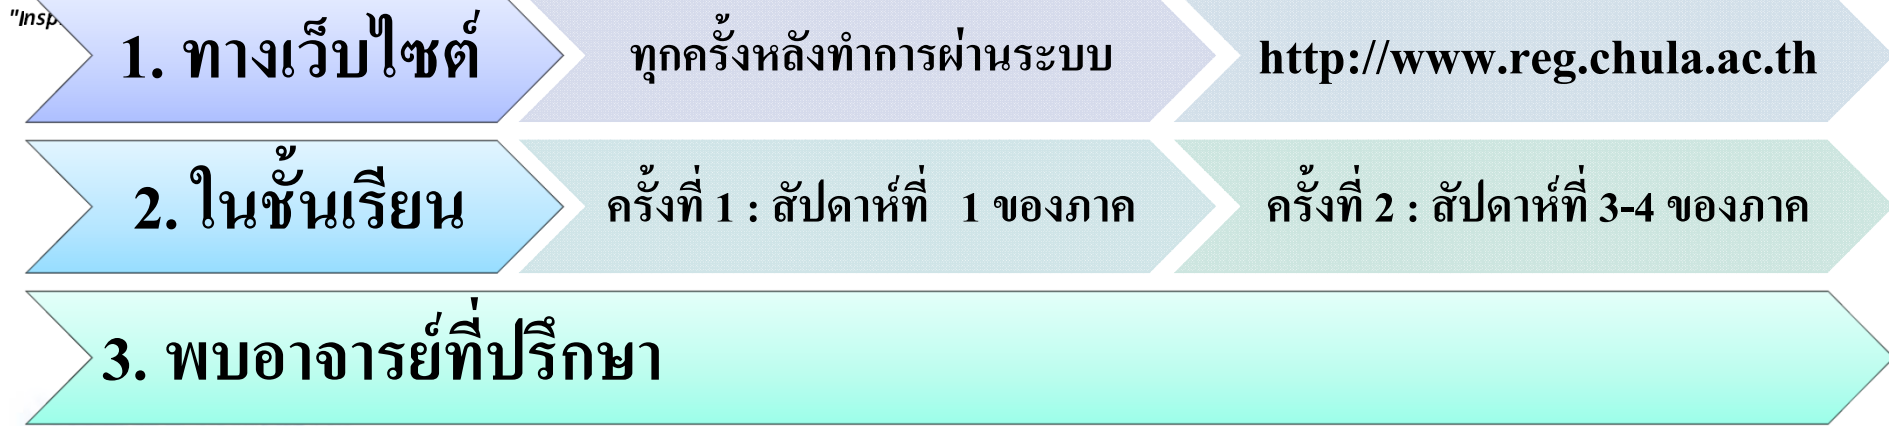 1. ทางเว็บไซต์
ทุกครั้งหลังทำการผ่านระบบ
http://www.reg.chula.ac.th
2. ในชั้นเรียน
ครั้งที่ 1 : สัปดาห์ที่ 1 ของภาค
ครั้งที่ 2 : สัปดาห์ที่ 3-4 ของภาค
3. พบอาจารย์ที่ปรึกษา